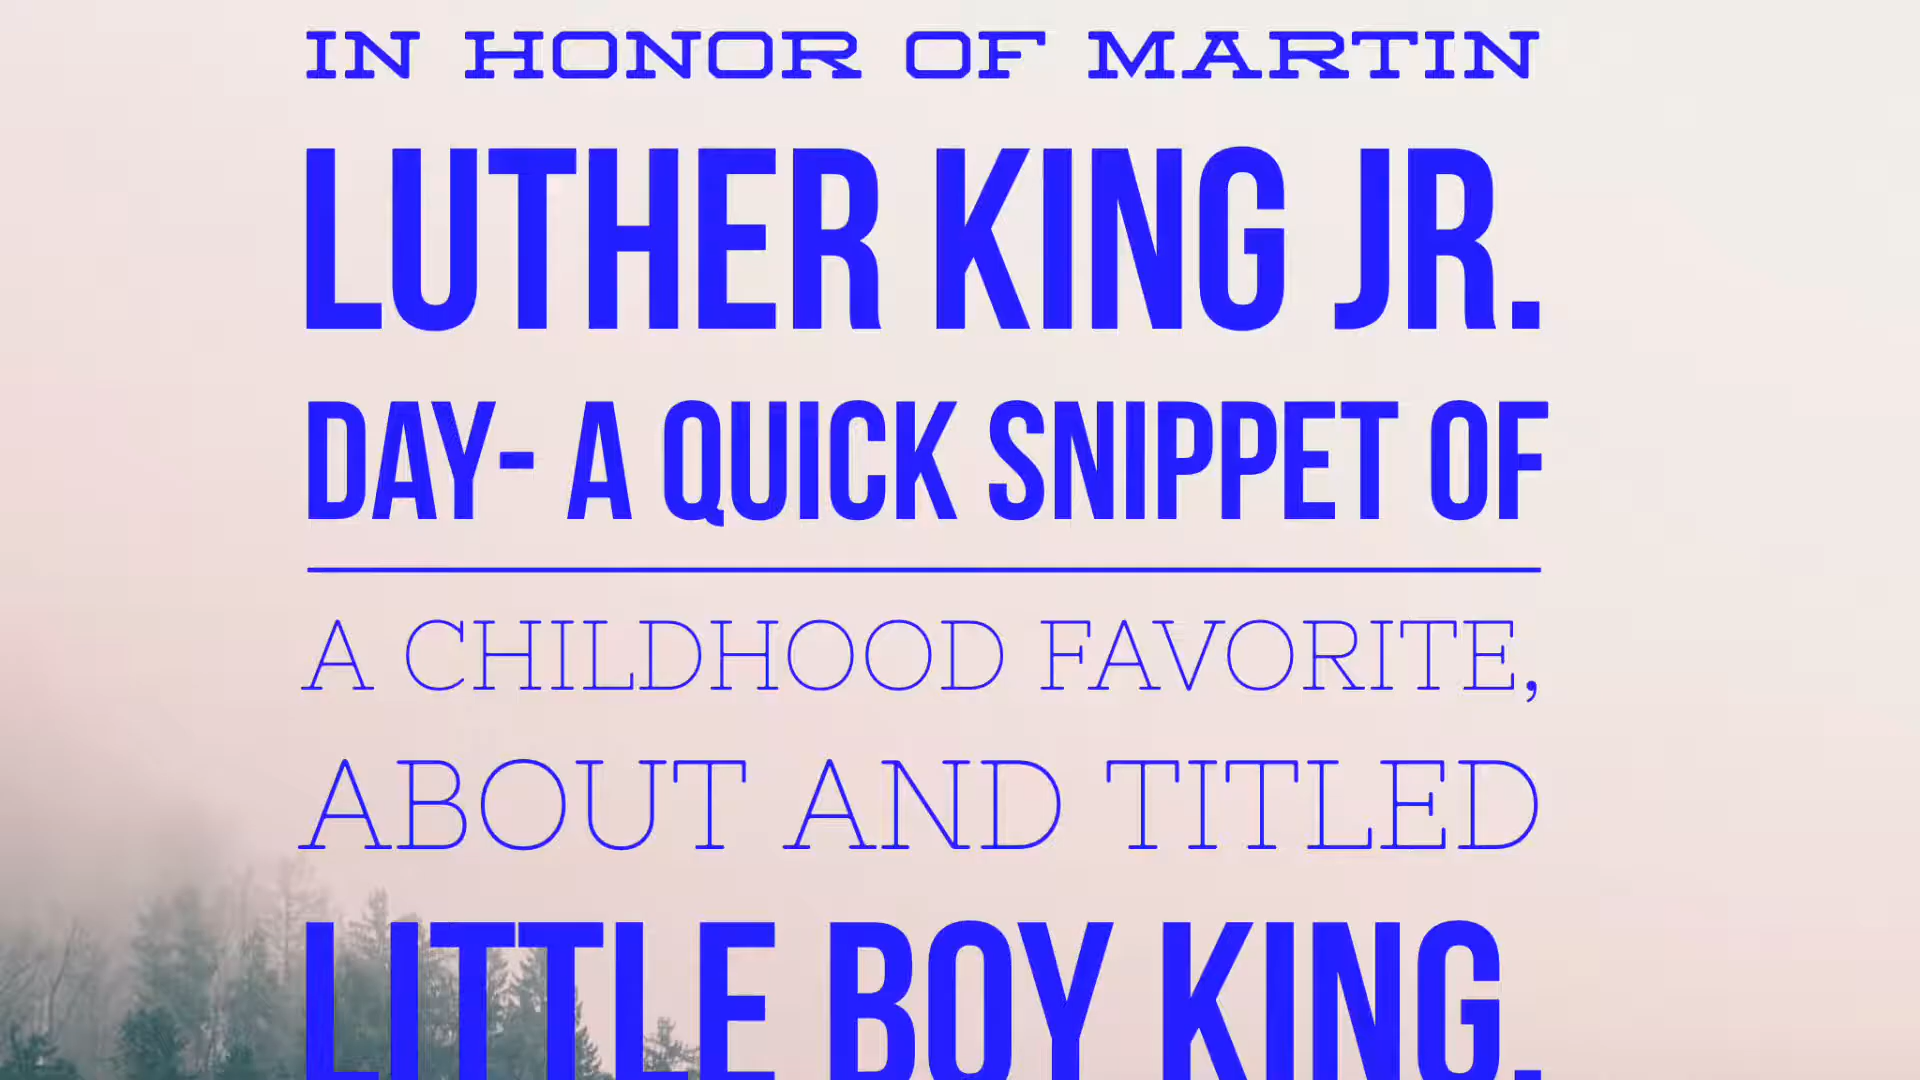 IN HONOR OF MARTIN
LUTHER KING JR.
DAY- A QUICK SNIPPET OF
A CHILDHOOD FAVORITE,
ABOUT AND TITLED
LITTLE BOY KING.